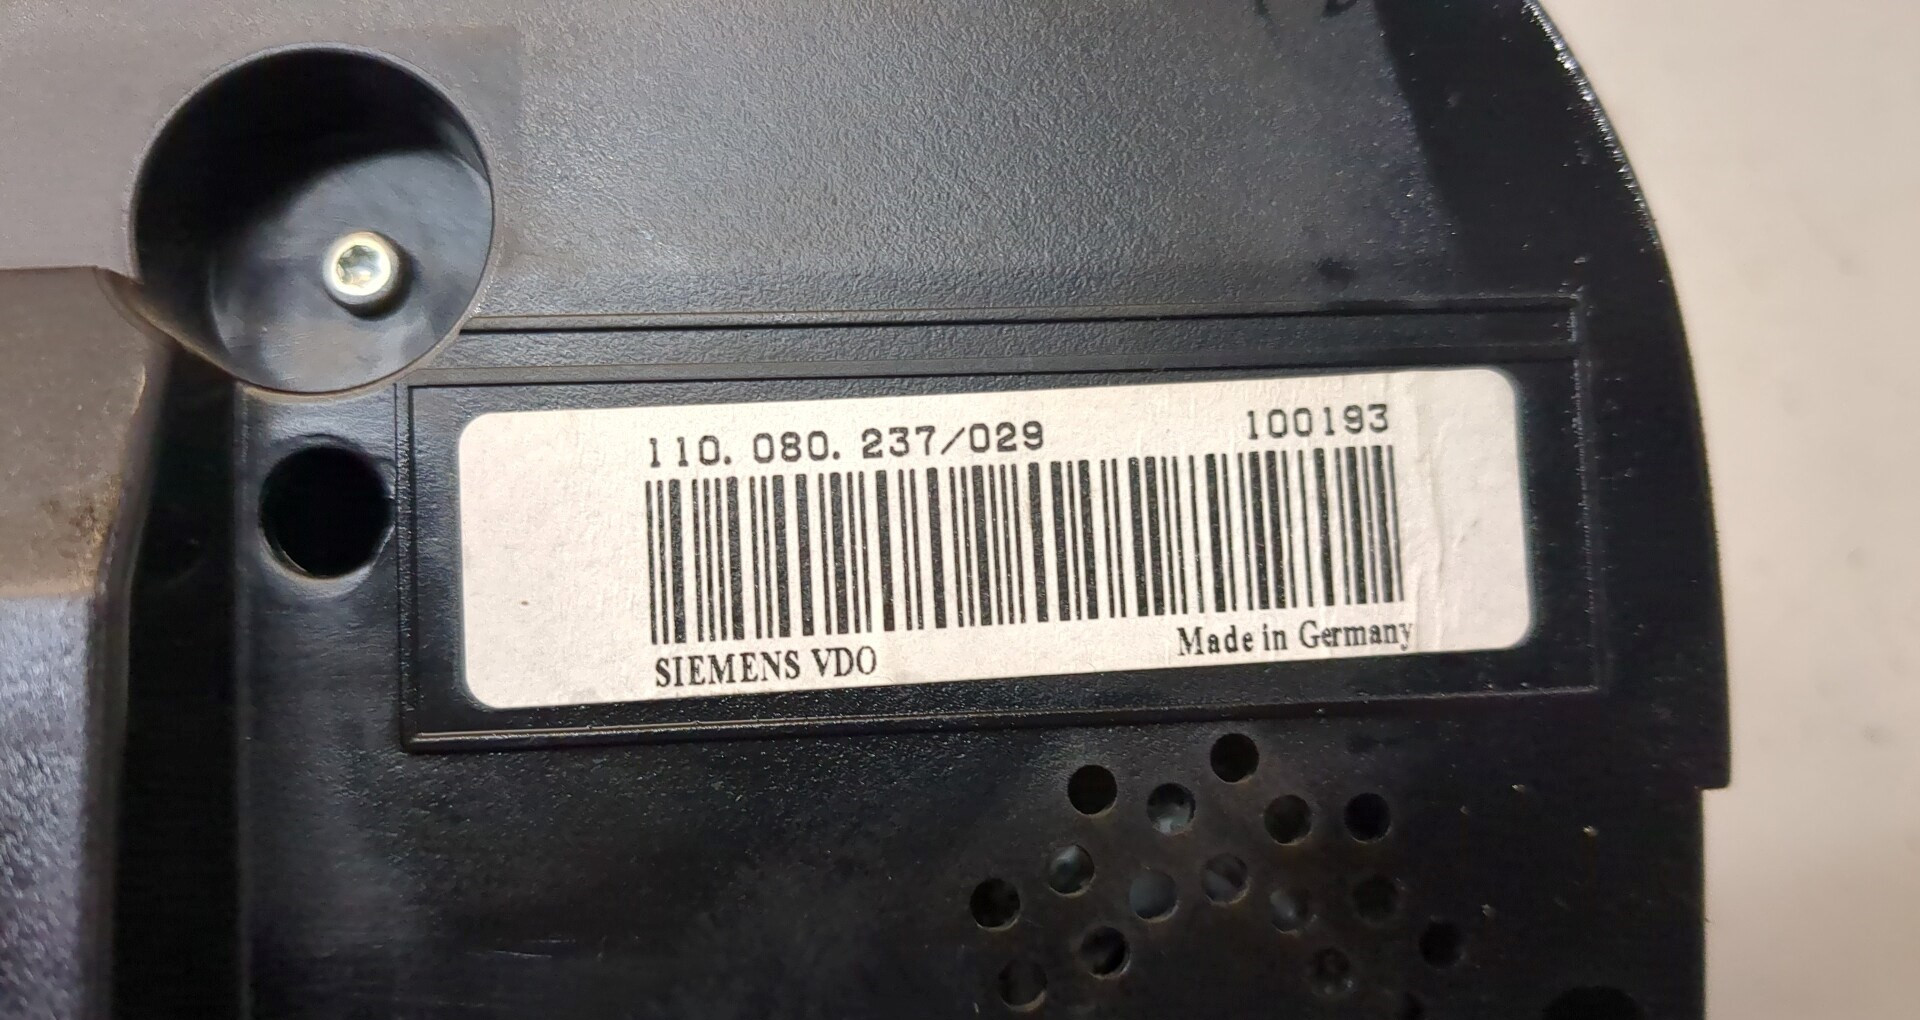 110. 080. 237/029 100193
SIEMENS VDO Made in Germany